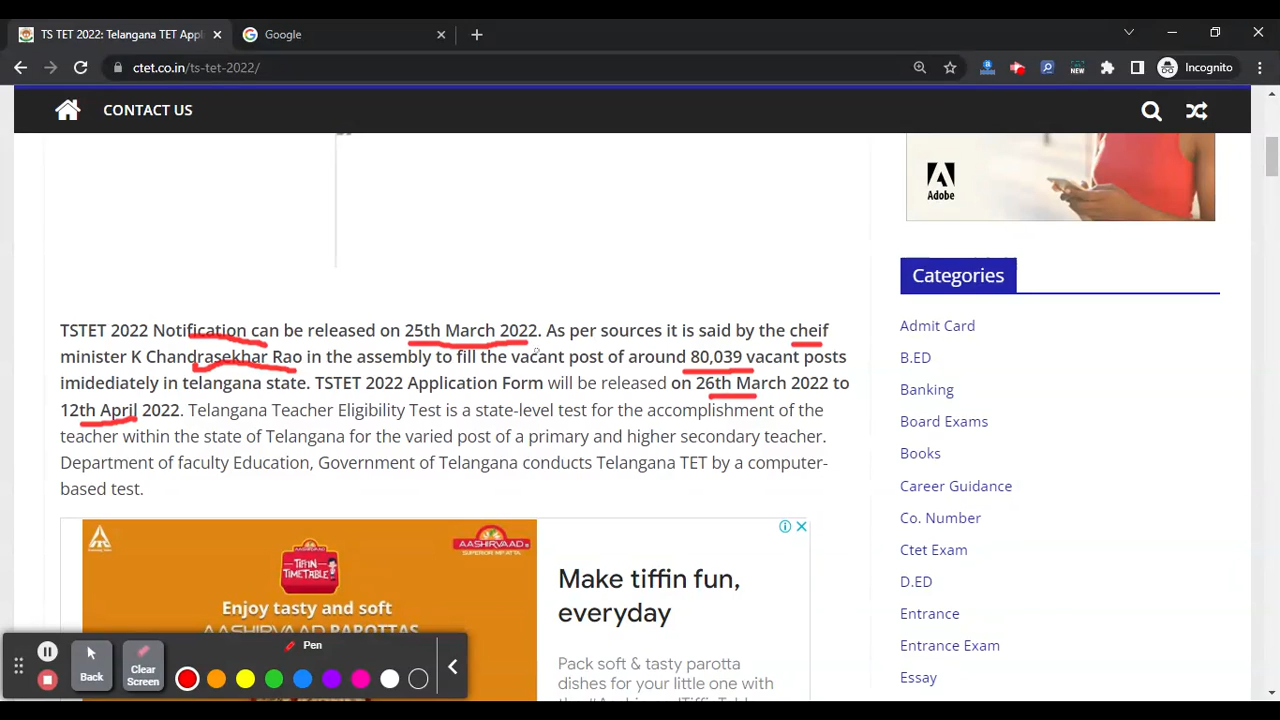 TS TET 2022: Telangana TET Appl
Google
ctet.co.in/ts-tet-2022/
NEW
Incognito
CONTACT US
Adobe
Categories
TSTET 2022 Notification can be released on 25th March 2022. As per sources it is said by the cheif
minister K Chandrasekhar Rao in the assembly to fill the vacant post of around 80,039 vacant posts
imidediately in telangana state. TSTET 2022 Application Form will be released on 26th March 2022 to
12th April 2022. Telangana Teacher Eligibility Test is a state-level test for the accomplishment of the
teacher within the state of Telangana for the varied post of a primary and higher secondary teacher.
Department of faculty Education, Government of Telangana conducts Telangana TET by a computer-
based test.
Admit Card
B.ED
Banking
Board Exams
Books
Career Guidance
Co. Number
Ctet Exam
D.ED
Entrance
Entrance Exam
Essay
AASHIRVAAD
TIFFIN
TIMETABLE
Enjoy tasty and soft
AASHIRVAAD PAROTTAS
Make tiffin fun,
everyday
Pack soft & tasty parotta
dishes for your little one with
Pen
Back
Clear
Screen